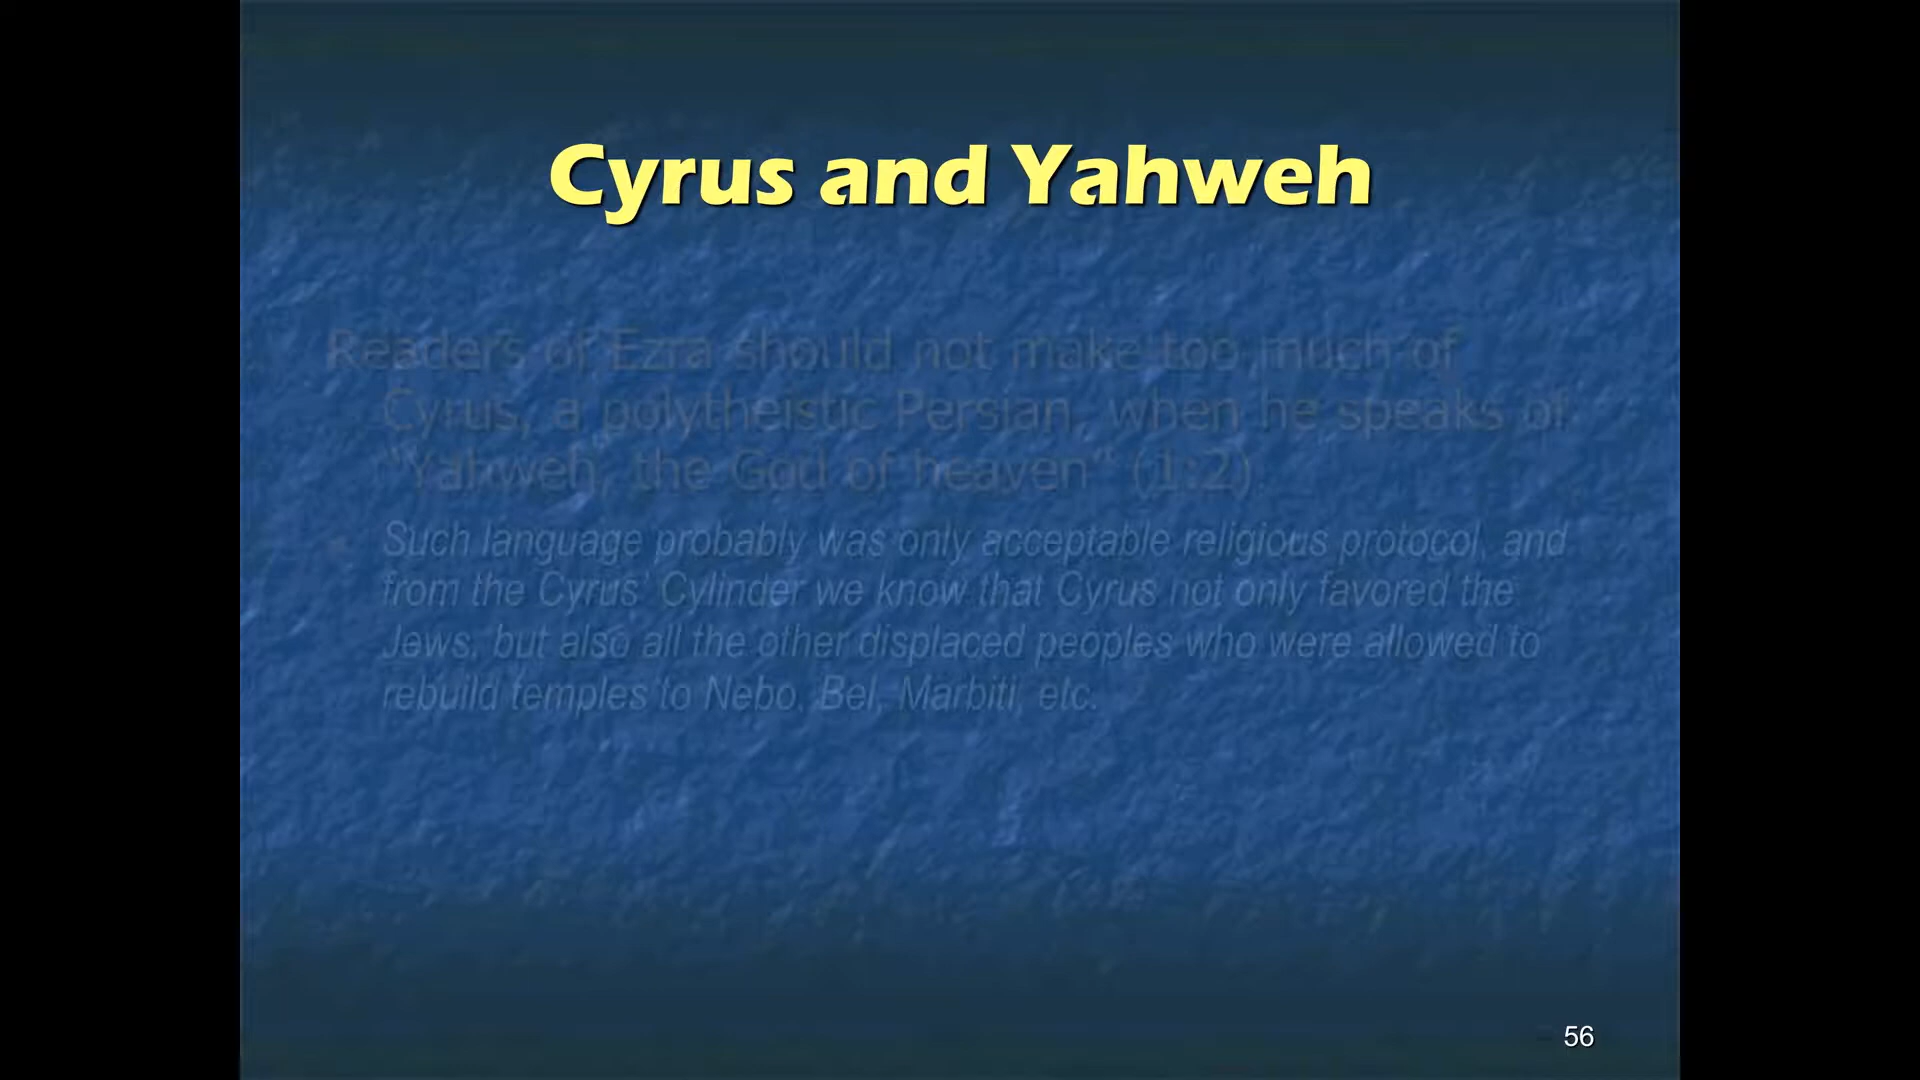 Cyrus and Yahweh
Readers of Ezra should not make too much of
Cyrus, a polytheistic Persian, when he speaks of
"Yahweh, the God of heaven" (1:2)
Such language probably was only acceptable religious protocol, and
from the Cyrus' Cylinder we know that Cyrus not only favored the
Jews, but also all the other displaced peoples who were allowed to
rebuild temples to Nebo, Bel, Marbiti, etc.
56